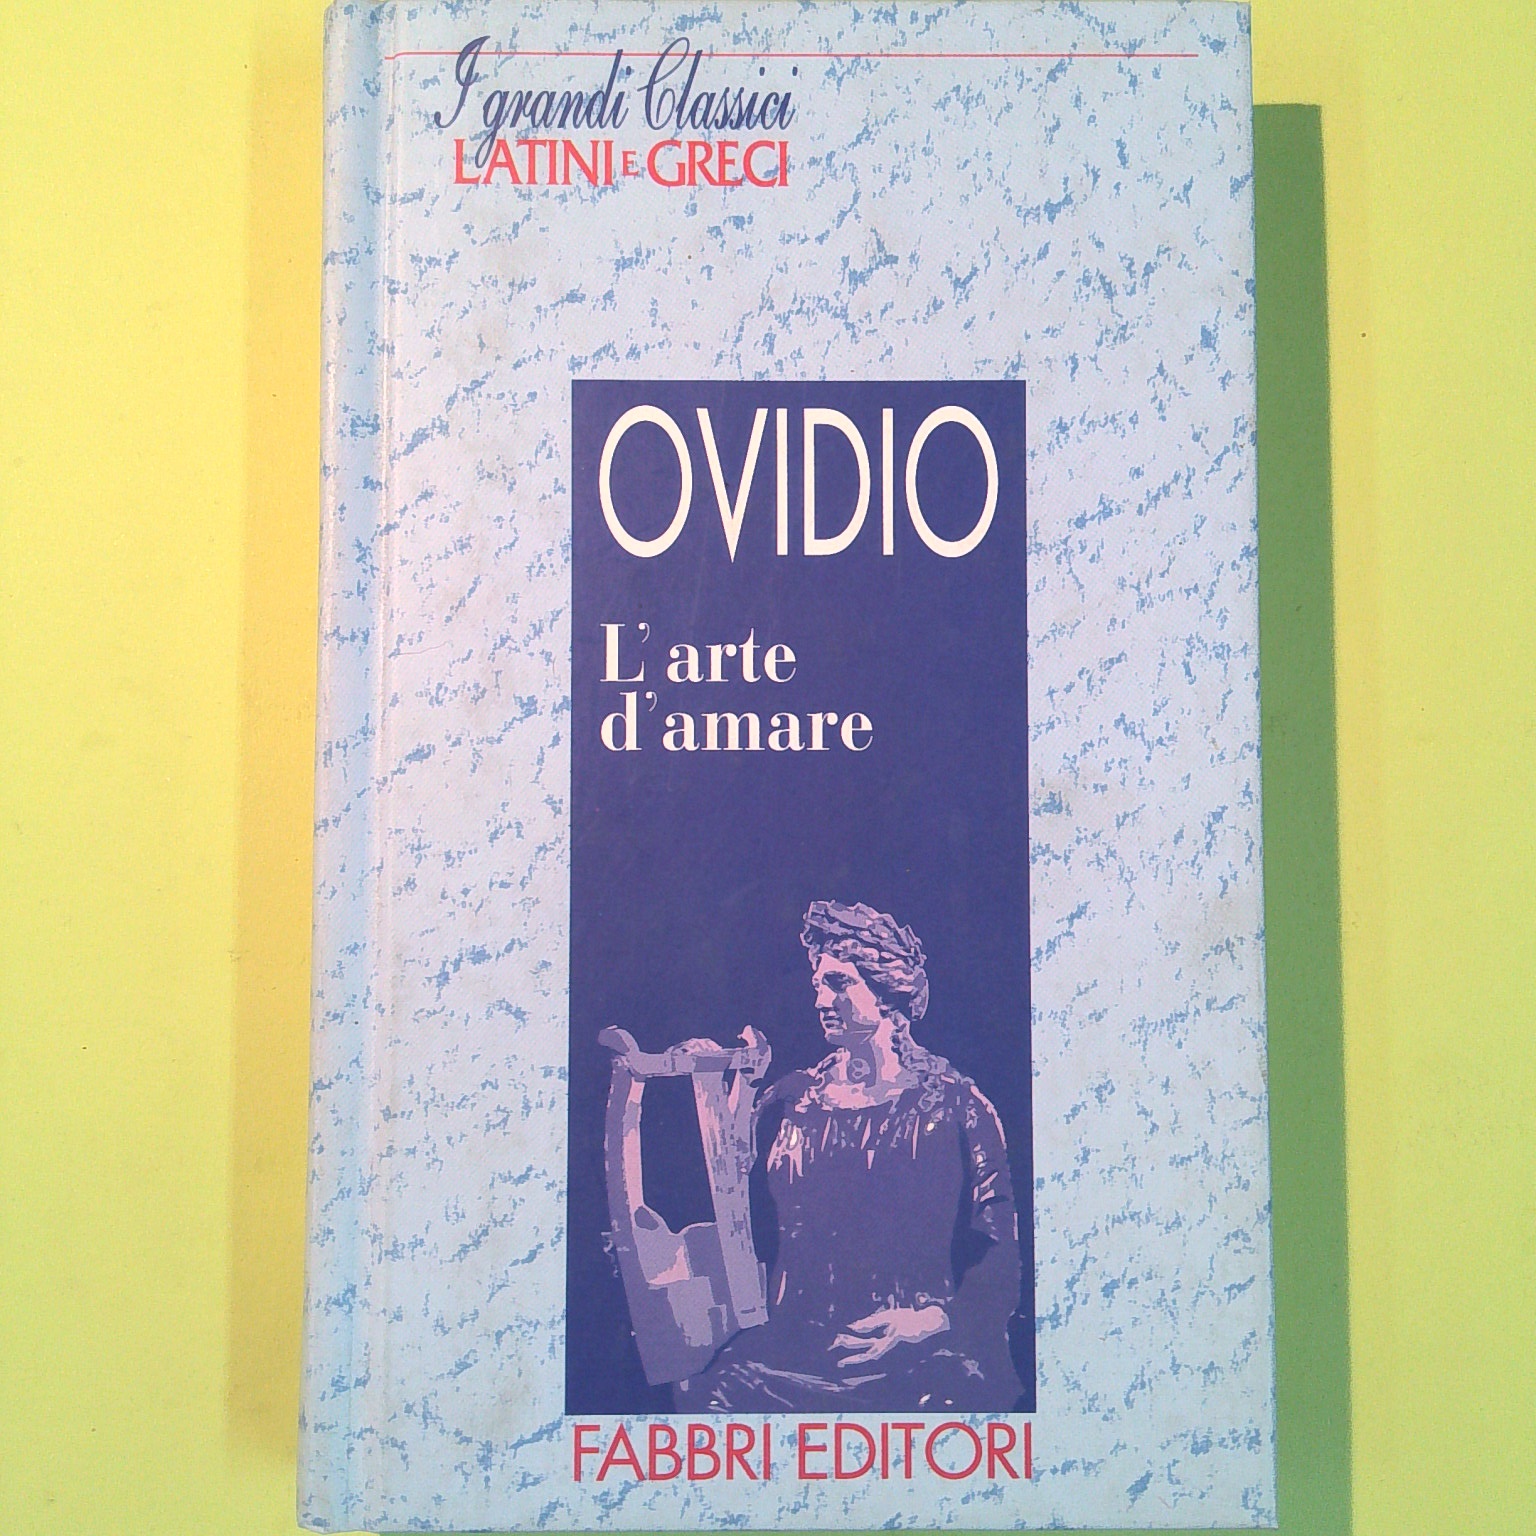 I grandi Classici
LATINI E GRECI
OVIDIO
L'arte
d'amare
FABBRI EDITORI